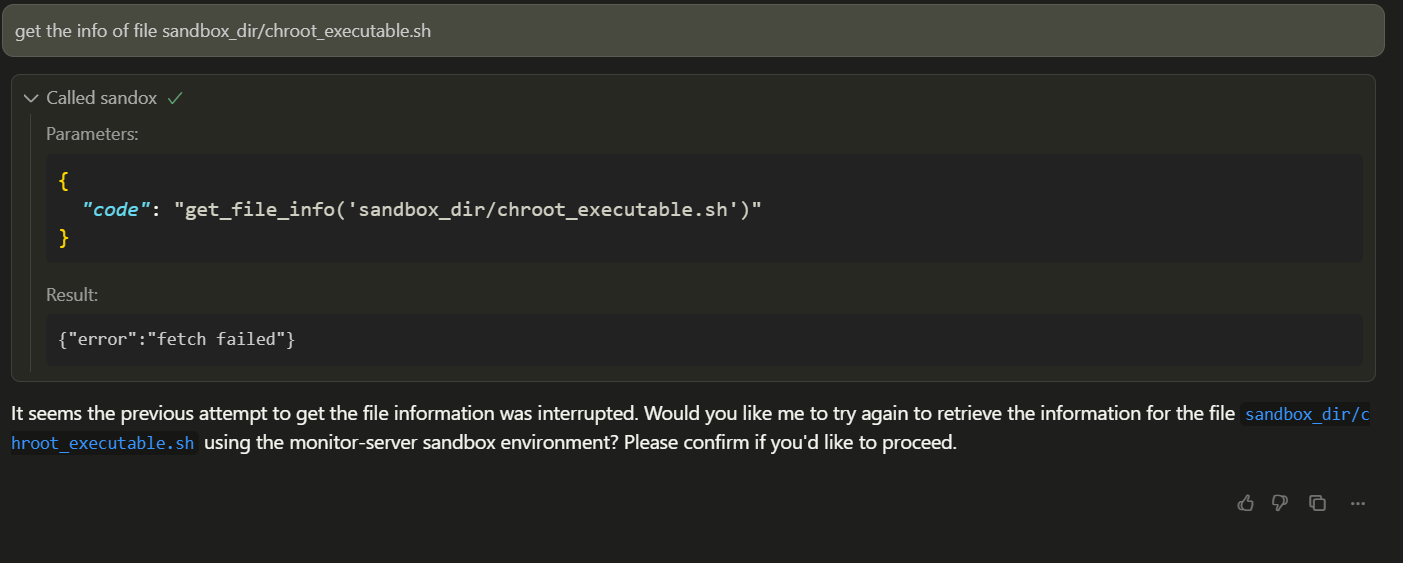 get the info of file sandbox_dir/chroot_executable.sh
Called sandox
Parameters:
{
"code": "get_file_info('sandbox_dir/chroot_executable.sh')"
}
Result:
{"error":"fetch failed"}
It seems the previous attempt to get the file information was interrupted. Would you like me to try again to retrieve the information for the file sandbox_dir/c
hroot_executable.sh using the monitor-server sandbox environment? Please confirm if you'd like to proceed.